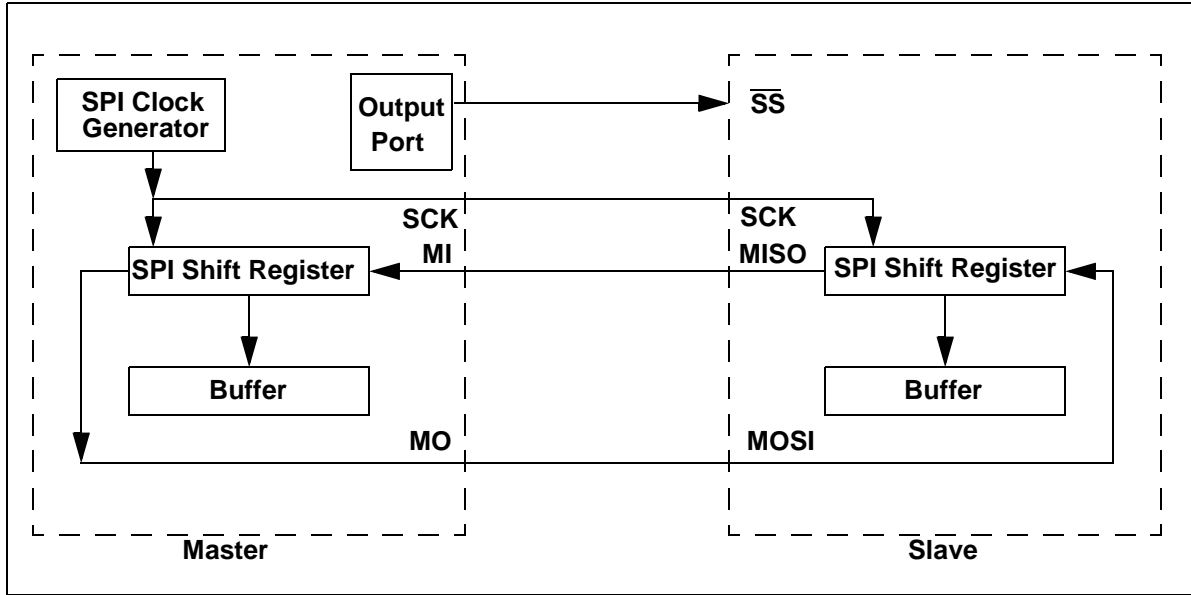 SPI Clock
Generator
Output
Port
S̅S̅
SCK
SCK
MI
MISO
SPI Shift Register
SPI Shift Register
Buffer
Buffer
MO
MOSI
Master
Slave